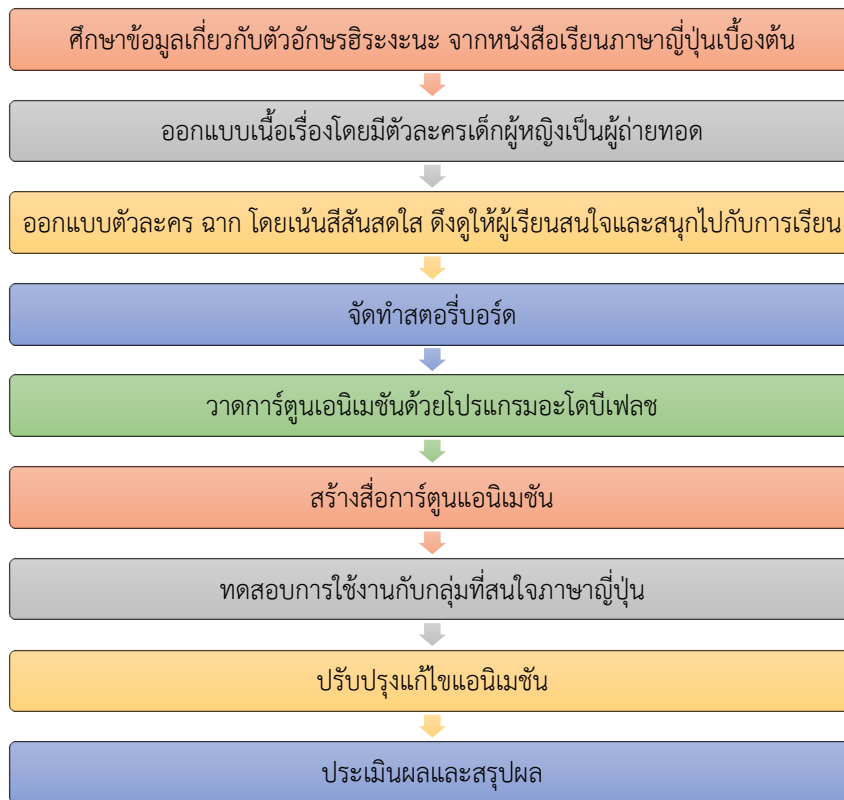 ศึกษาข้อมูลเกี่ยวกับตัวอักษรฮิระงะนะ จากหนังสือเรียนภาษาญี่ปุ่นเบื้องต้น
ออกแบบเนื้อเรื่องโดยมีตัวละครเด็กผู้หญิงเป็นผู้ถ่ายทอด
ออกแบบตัวละคร ฉาก โดยเน้นสีสันสดใส ดึงดูให้ผู้เรียนสนใจและสนุกไปกับการเรียน
จัดทำสตอรี่บอร์ด
วาดการ์ตูนเอนิเมชันด้วยโปรแกรมอะโดบีเฟลช
สร้างสื่อการ์ตูนแอนิเมชัน
ทดสอบการใช้งานกับกลุ่มที่สนใจภาษาญี่ปุ่น
ปรับปรุงแก้ไขแอนิเมชัน
ประเมินผลและสรุปผล